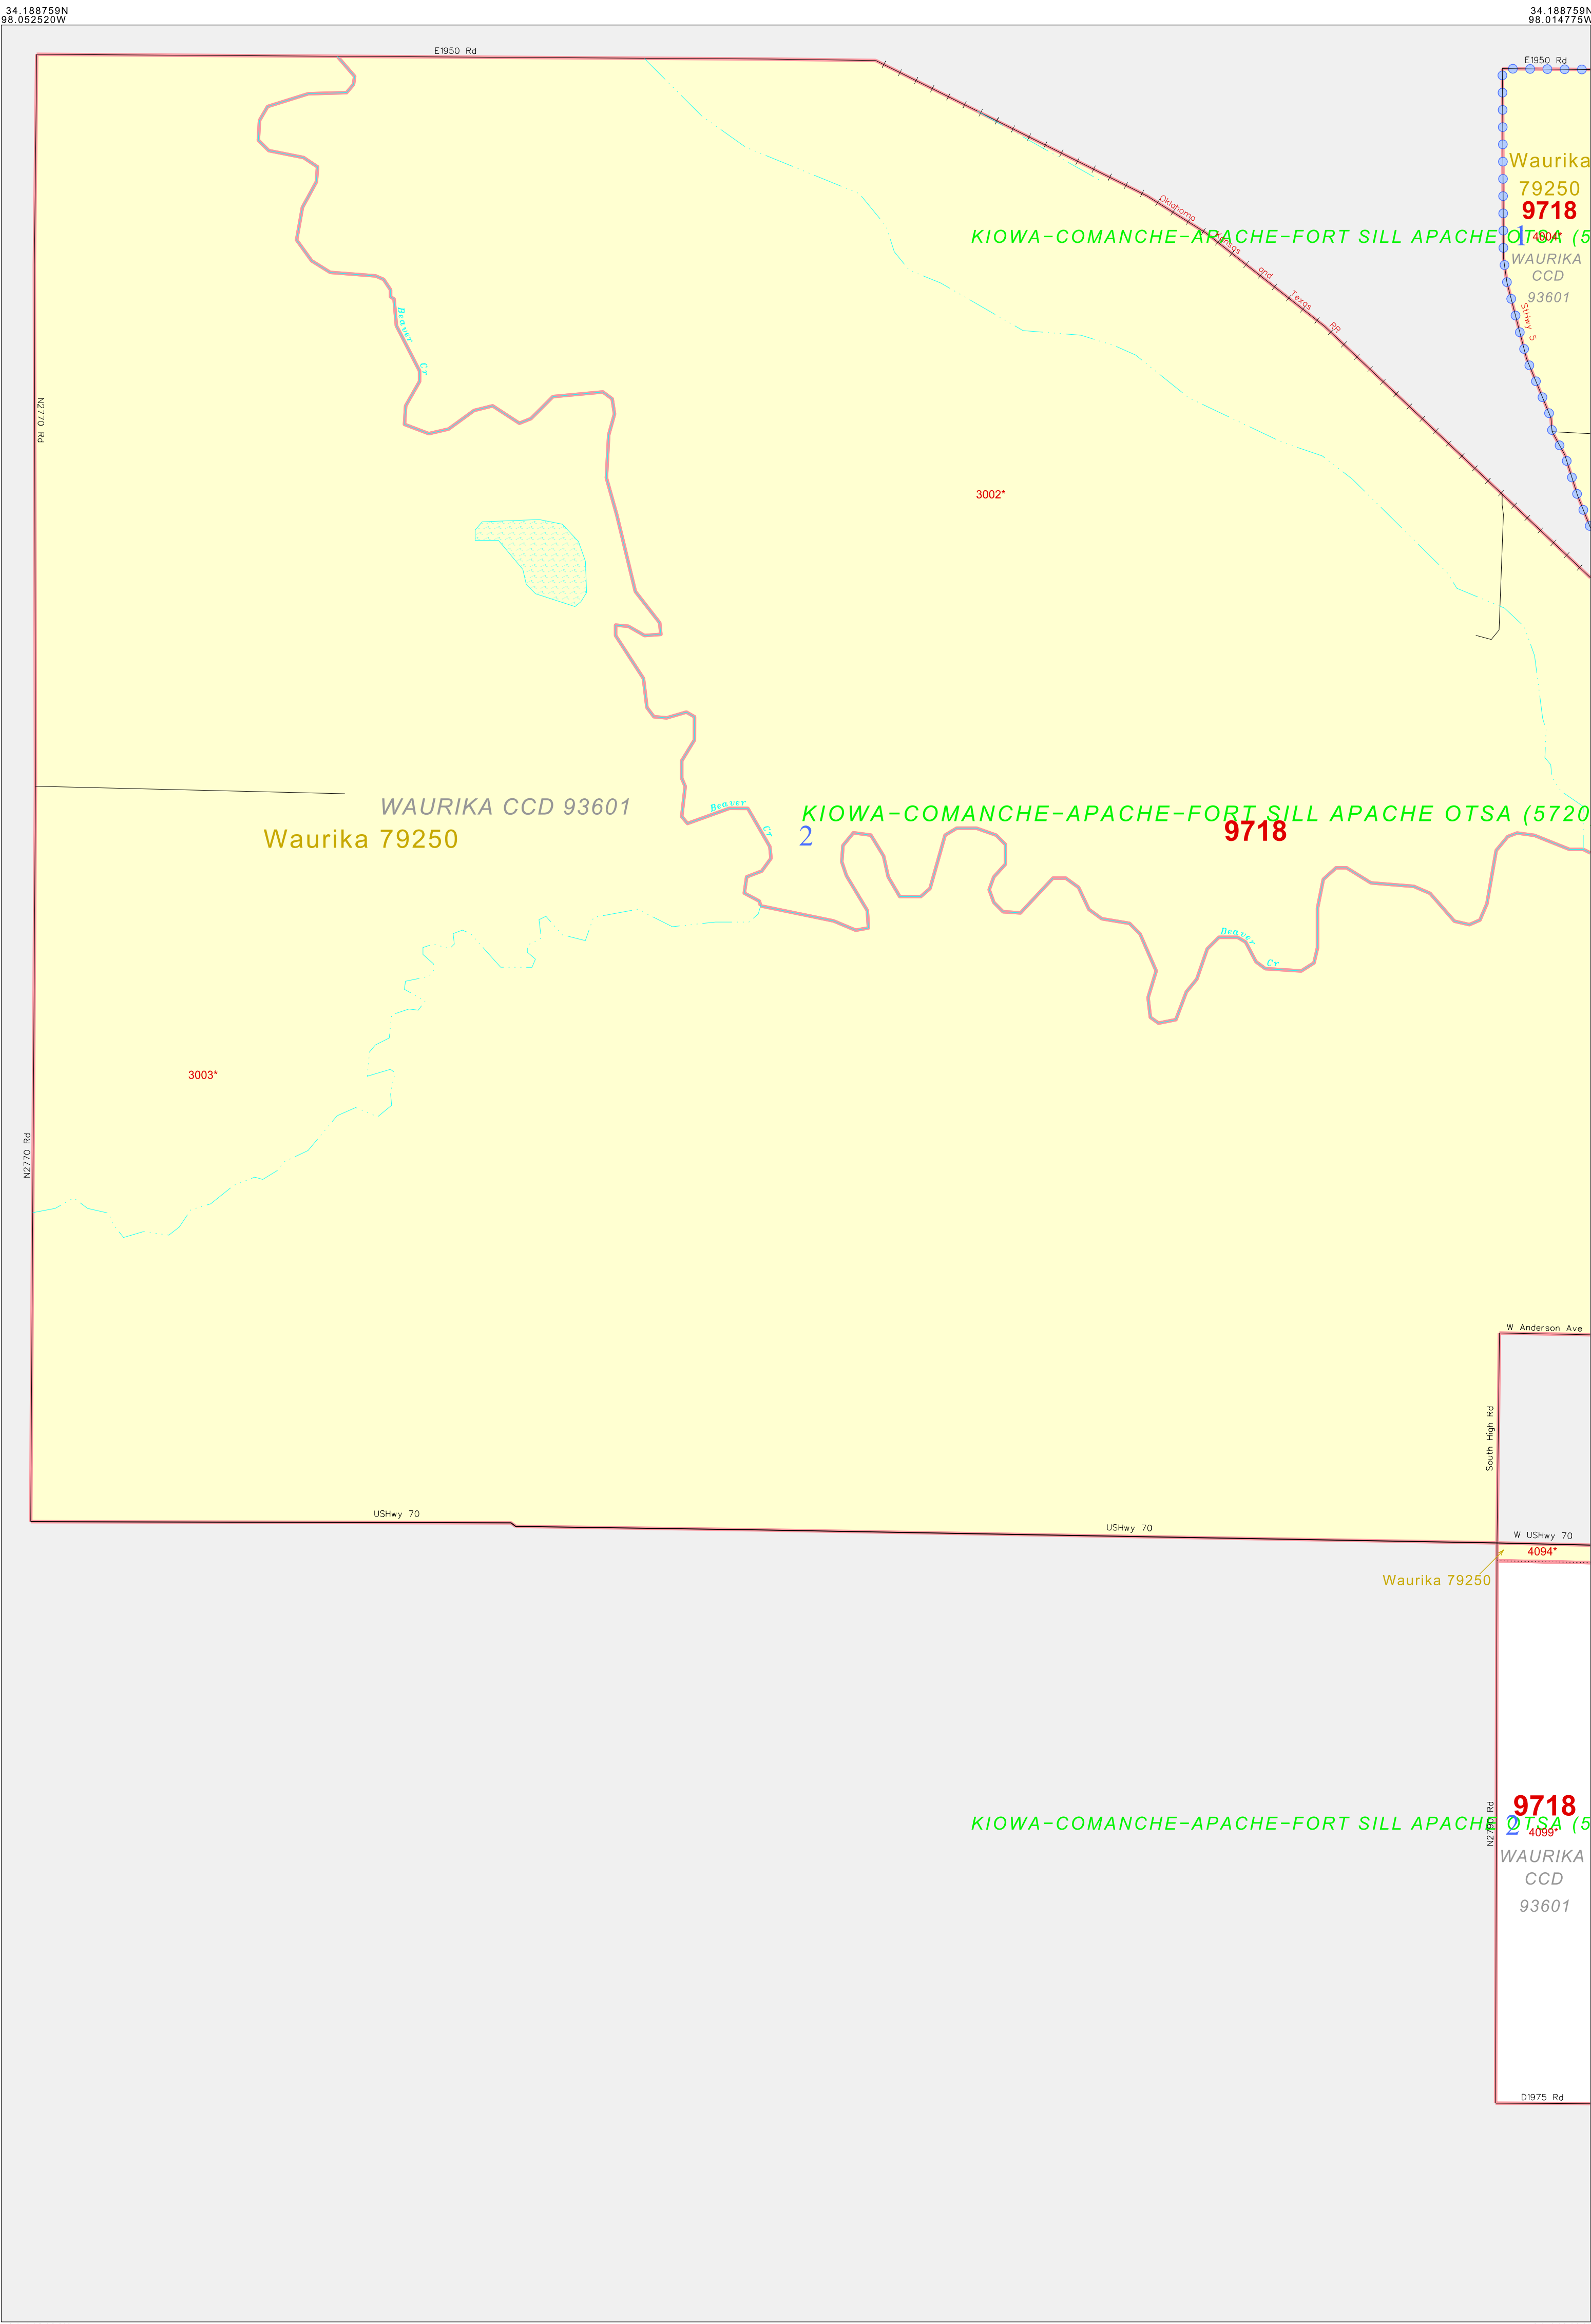 34.188759N
98.052520W
34.188759N
98.014775W
E1950 Rd
E1950 Rd
Waurika
79250
9718
1
4004*
WAURIKA
CCD
93601
StHwy 5
Oklahoma Kansas and Texas RR
KIOWA-COMANCHE-APACHE-FORT SILL APACHE OTSA (5
Beaver Cr
N2770 Rd
3002*
WAURIKA CCD 93601
Waurika 79250
Beaver Cr
2
KIOWA-COMANCHE-APACHE-FORT SILL APACHE OTSA (5720
9718
Beaver Cr
3003*
N2770 Rd
W Anderson Ave
South High Rd
USHwy 70
USHwy 70
W USHwy 70
4094*
Waurika 79250
9718
KIOWA-COMANCHE-APACHE-FORT SILL APACHE OTSA (5
2
4099*
N2790 Rd
WAURIKA
CCD
93601
D1975 Rd